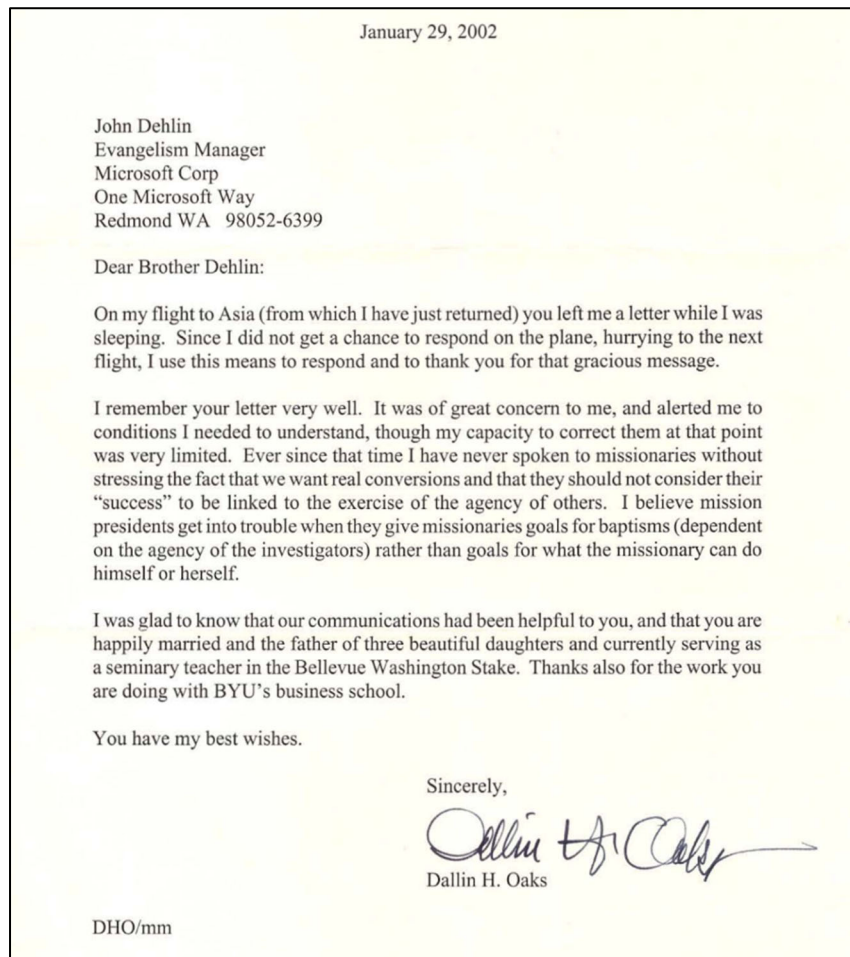 January 29, 2002
John Dehlin
Evangelism Manager
Microsoft Corp
One Microsoft Way
Redmond WA 98052-6399
Dear Brother Dehlin:
On my flight to Asia (from which I have just returned) you left me a letter while I was
sleeping. Since I did not get a chance to respond on the plane, hurrying to the next
flight, I use this means to respond and to thank you for that gracious message.
I remember your letter very well. It was of great concern to me, and alerted me to
conditions I needed to understand, though my capacity to correct them at that point
was very limited. Ever since that time I have never spoken to missionaries without
stressing the fact that we want real conversions and that they should not consider their
“success” to be linked to the exercise of the agency of others. I believe mission
presidents get into trouble when they give missionaries goals for baptisms (dependent
on the agency of the investigators) rather than goals for what the missionary can do
himself or herself.
I was glad to know that our communications had been helpful to you, and that you are
happily married and the father of three beautiful daughters and currently serving as
a seminary teacher in the Bellevue Washington Stake. Thanks also for the work you
are doing with BYU’s business school.
You have my best wishes.
Sincerely,
Dallin H. Oaks
Dallin H. Oaks
DHO/mm